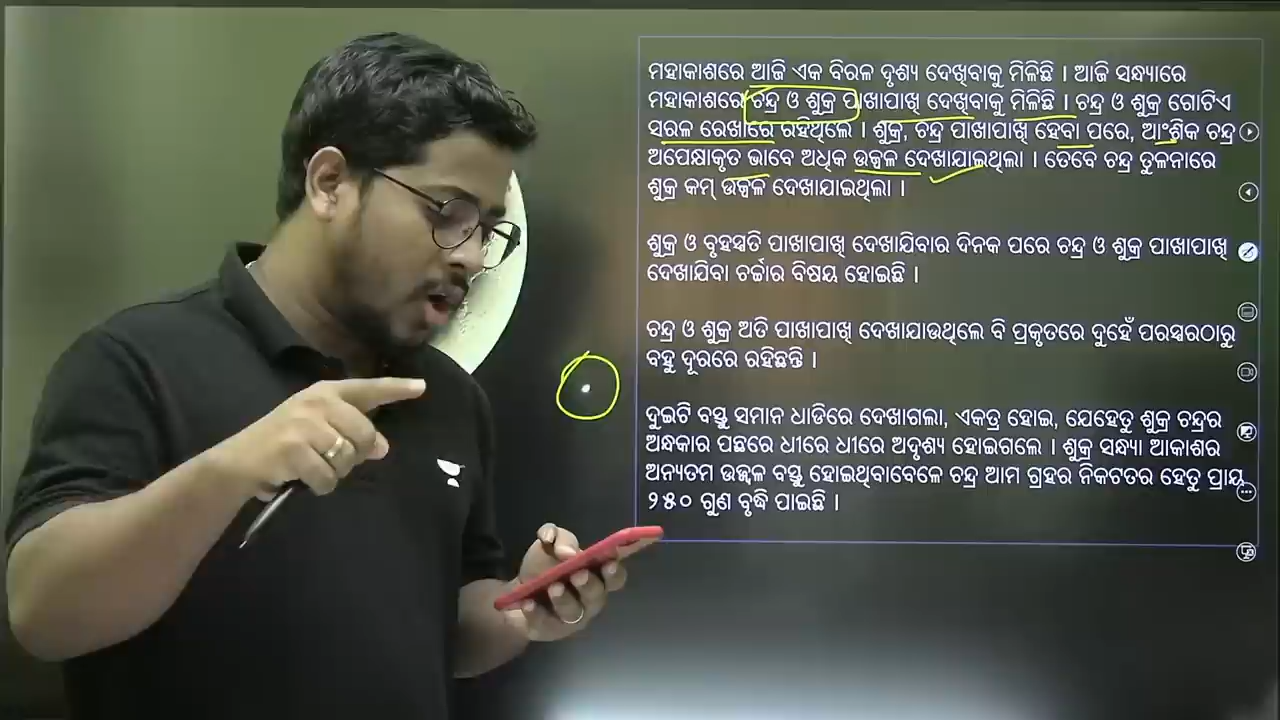 ମହାକାଶରେ ଆଜି ଏକ ବିରଳ ଦୃଶ୍ୟ ଦେଖିବାକୁ ମିଳିଛି । ଆଜି ସନ୍ଧ୍ୟାରେ
ମହାକାଶରେ ଚନ୍ଦ୍ର ଓ ଶୁକ୍ର ପାଖାପାଖି ଦେଖିବାକୁ ମିଳିଛି । ଚନ୍ଦ୍ର ଓ ଶୁକ୍ର ଗୋଟିଏ
ସରଳ ରେଖାରେ ରହିଥିଲେ । ଶୁକ୍ର, ଚନ୍ଦ୍ର ପାଖାପାଖି ହେବା ପରେ, ଆଂଶିକ ଚନ୍ଦ୍ର
ଅପେକ୍ଷାକୃତ ଭାବେ ଅଧିକ ଉଜ୍ଜ୍ୱଳ ଦେଖାଯାଇଥିଲା । ତେବେ ଚନ୍ଦ୍ର ତୁଳନାରେ
ଶୁକ୍ର କମ୍ ଉଜ୍ଜ୍ୱଳ ଦେଖାଯାଇଥିଲା ।
ଶୁକ୍ର ଓ ବୃହସ୍ପତି ପାଖାପାଖି ଦେଖାଯିବାର ଦିନକ ପରେ ଚନ୍ଦ୍ର ଓ ଶୁକ୍ର ପାଖାପାଖି
ଦେଖାଯିବା ଚର୍ଚ୍ଚାର ବିଷୟ ହୋଇଛି ।
ଚନ୍ଦ୍ର ଓ ଶୁକ୍ର ଅତି ପାଖାପାଖି ଦେଖାଯାଉଥିଲେ ବି ପ୍ରକୃତରେ ଦୁହେଁ ପରସ୍ପରଠାରୁ
ବହୁ ଦୂରରେ ରହିଛନ୍ତି ।
ଦୁଇଟି ବସ୍ତୁ ସମାନ ଧାଡିରେ ଦେଖାଗଲା, ଏକତ୍ର ହୋଇ, ଯେହେତୁ ଶୁକ୍ର ଚନ୍ଦ୍ରର
ଅନ୍ଧକାର ପଛରେ ଧୀରେ ଧୀରେ ଅଦୃଶ୍ୟ ହୋଇଗଲେ । ଶୁକ୍ର ସନ୍ଧ୍ୟା ଆକାଶର
ଅନ୍ୟତମ ଉଜ୍ଜ୍ୱଳ ବସ୍ତୁ ହୋଇଥିବାବେଳେ ଚନ୍ଦ୍ର ଆମ ଗ୍ରହର ନିକଟତର ହେତୁ ପ୍ରାୟ
୨୫୦ ଗୁଣ ବୃଦ୍ଧି ପାଇଛି ।